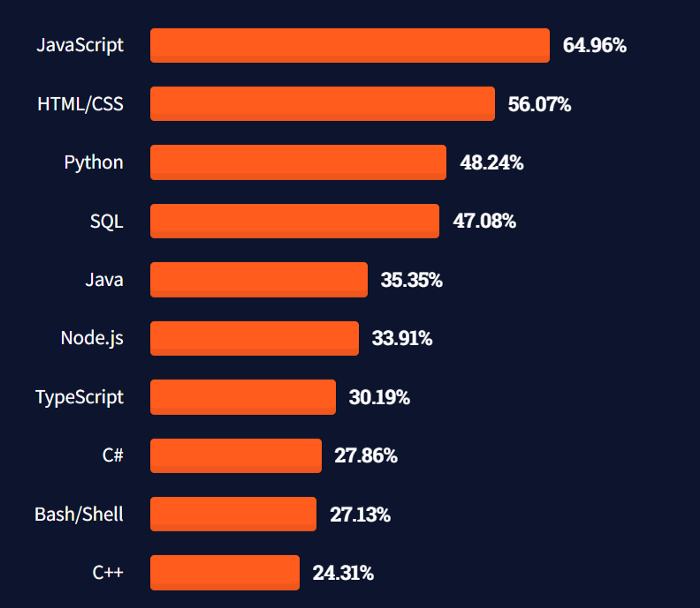 JavaScript 64.96%
HTML/CSS 56.07%
Python 48.24%
SQL 47.08%
Java 35.35%
Node.js 33.91%
TypeScript 30.19%
C# 27.86%
Bash/Shell 27.13%
C++ 24.31%